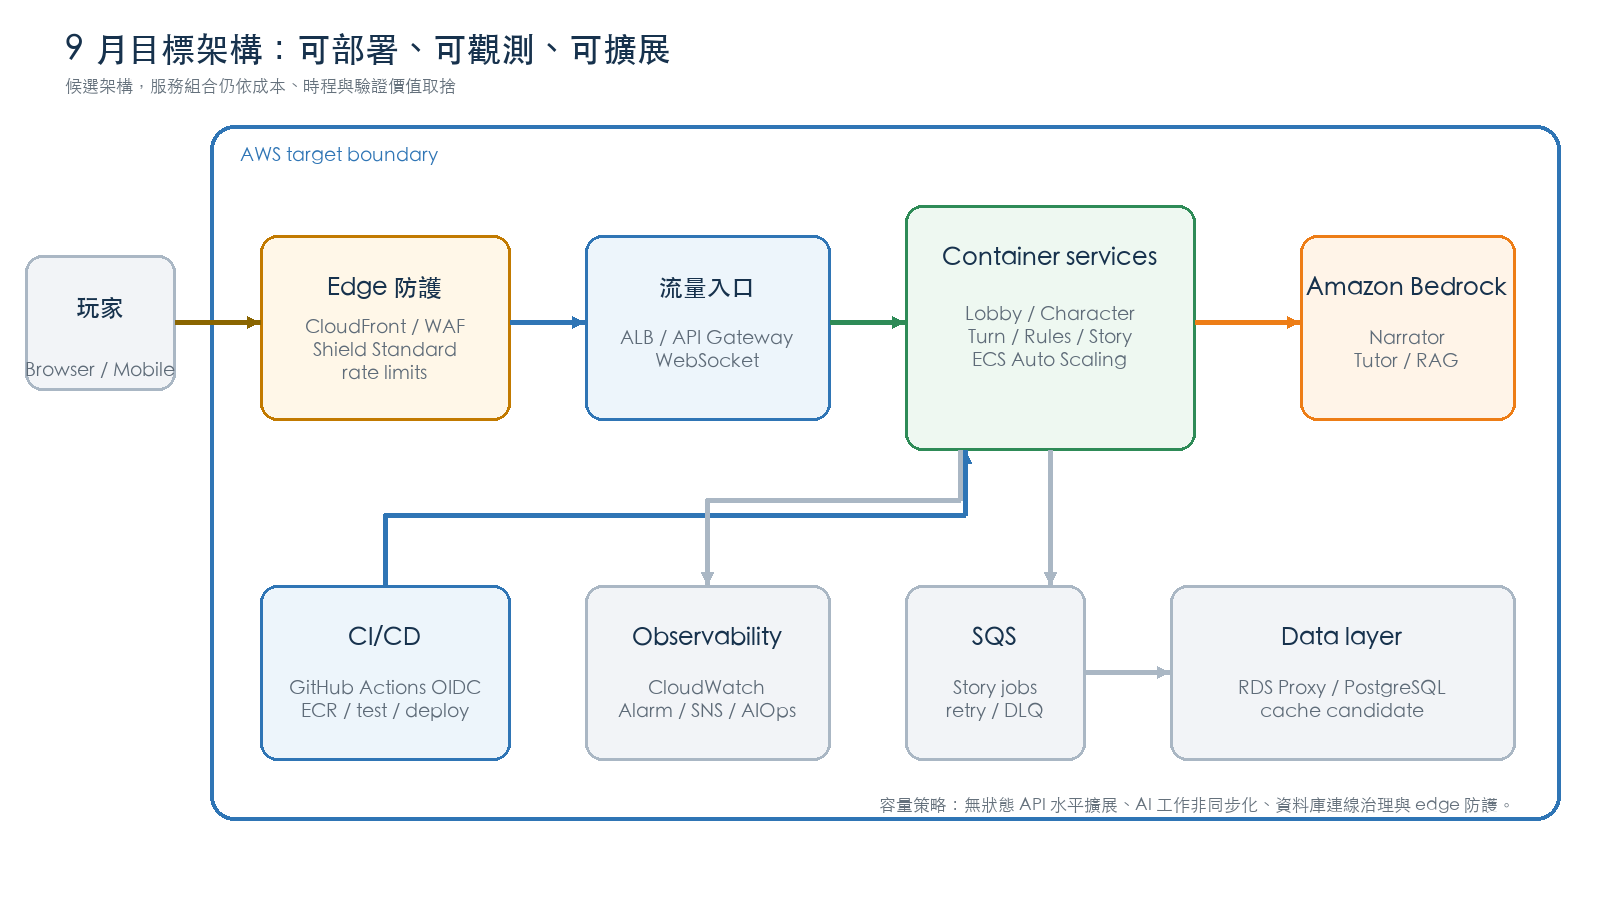 9 月目標架構：可部署、可觀測、可擴展
候選架構，服務組合仍依成本、時程與驗證價值取捨
AWS target boundary
玩家
Browser / Mobile
Edge 防護
CloudFront / WAF
Shield Standard
rate limits
流量入口
ALB / API Gateway
WebSocket
Container services
Lobby / Character
Turn / Rules / Story
ECS Auto Scaling
Amazon Bedrock
Narrator
Tutor / RAG
CI/CD
GitHub Actions OIDC
ECR / test / deploy
Observability
CloudWatch
Alarm / SNS / AIOps
SQS
Story jobs
retry / DLQ
Data layer
RDS Proxy / PostgreSQL
cache candidate
容量策略：無狀態 API 水平擴展、AI 工作非同步化、資料庫連線治理與 edge 防護。